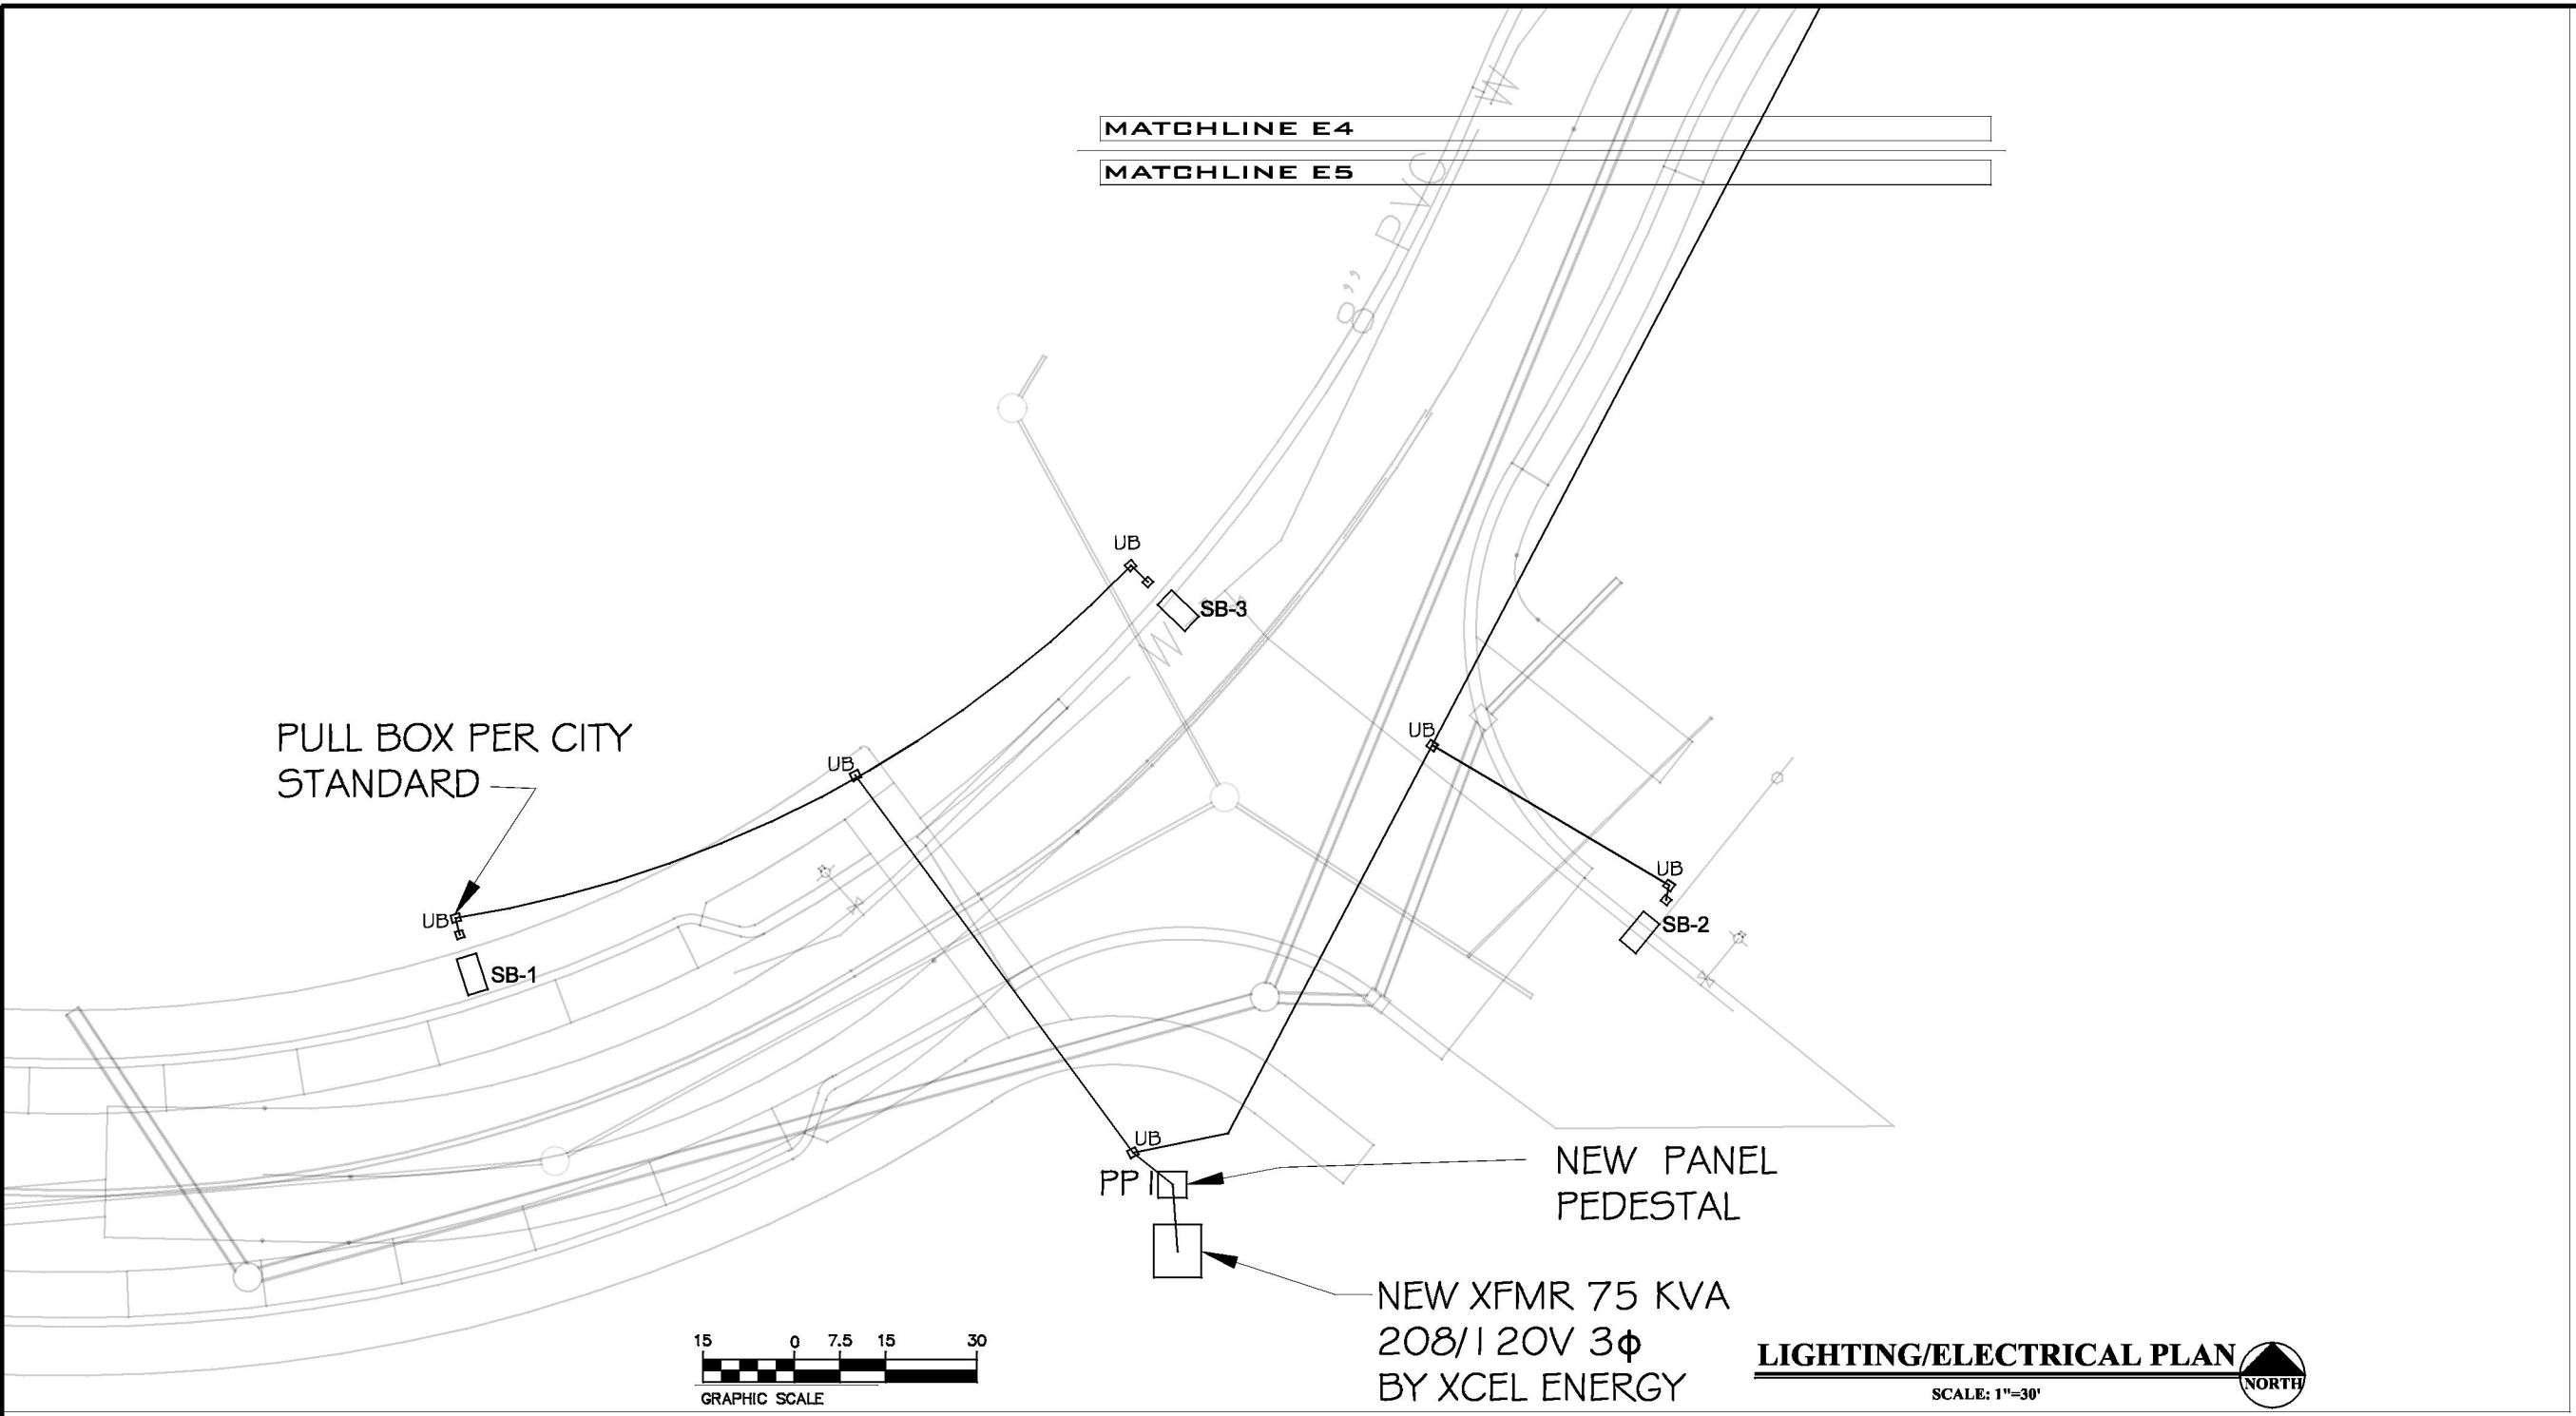 MATCHLINE E4
MATCHLINE E5
8'' PVC W
UB
SB-3
W
PULL BOX PER CITY
STANDARD
UB
UB
UB
UB
SB-2
SB-1
UB
PP 1
NEW PANEL
PEDESTAL
NEW XFMR 75 KVA
208/120V 3ϕ
BY XCEL ENERGY
15 0 7.5 15 30
GRAPHIC SCALE
LIGHTING/ELECTRICAL PLAN
SCALE: 1"=30'
NORTH